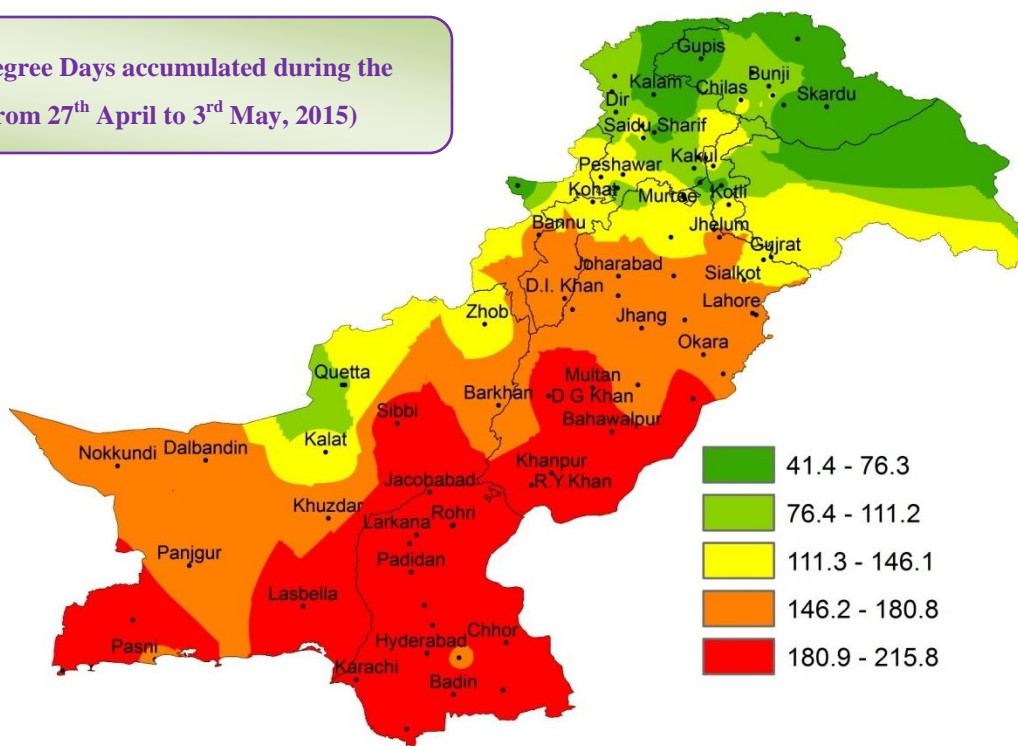 egree Days accumulated during the
rom 27th April to 3rd May, 2015)
Gupis
Bunji
Kalam
Chilas
Skardu
Dir
Saidu Sharif
Peshawar
Kakul
Kohat
Murree
Kotli
Bannu
Jhelum
Gujrat
Joharabad
Sialkot
D.I. Khan
Lahore
Zhob
Jhang
Okara
Quetta
Multan
Barkhan
D G Khan
Sibbi
Bahawalpur
Kalat
Dalbandin
Nokkundi
Khanpur
Jacobabad
R.Y.Khan
Khuzdar
Rohri
Larkana
Panjgur
Padidan
Lasbella
Chhor
Pasni
Hyderabad
Karachi
Badin
41.4 - 76.3
76.4 - 111.2
111.3 - 146.1
146.2 - 180.8
180.9 - 215.8